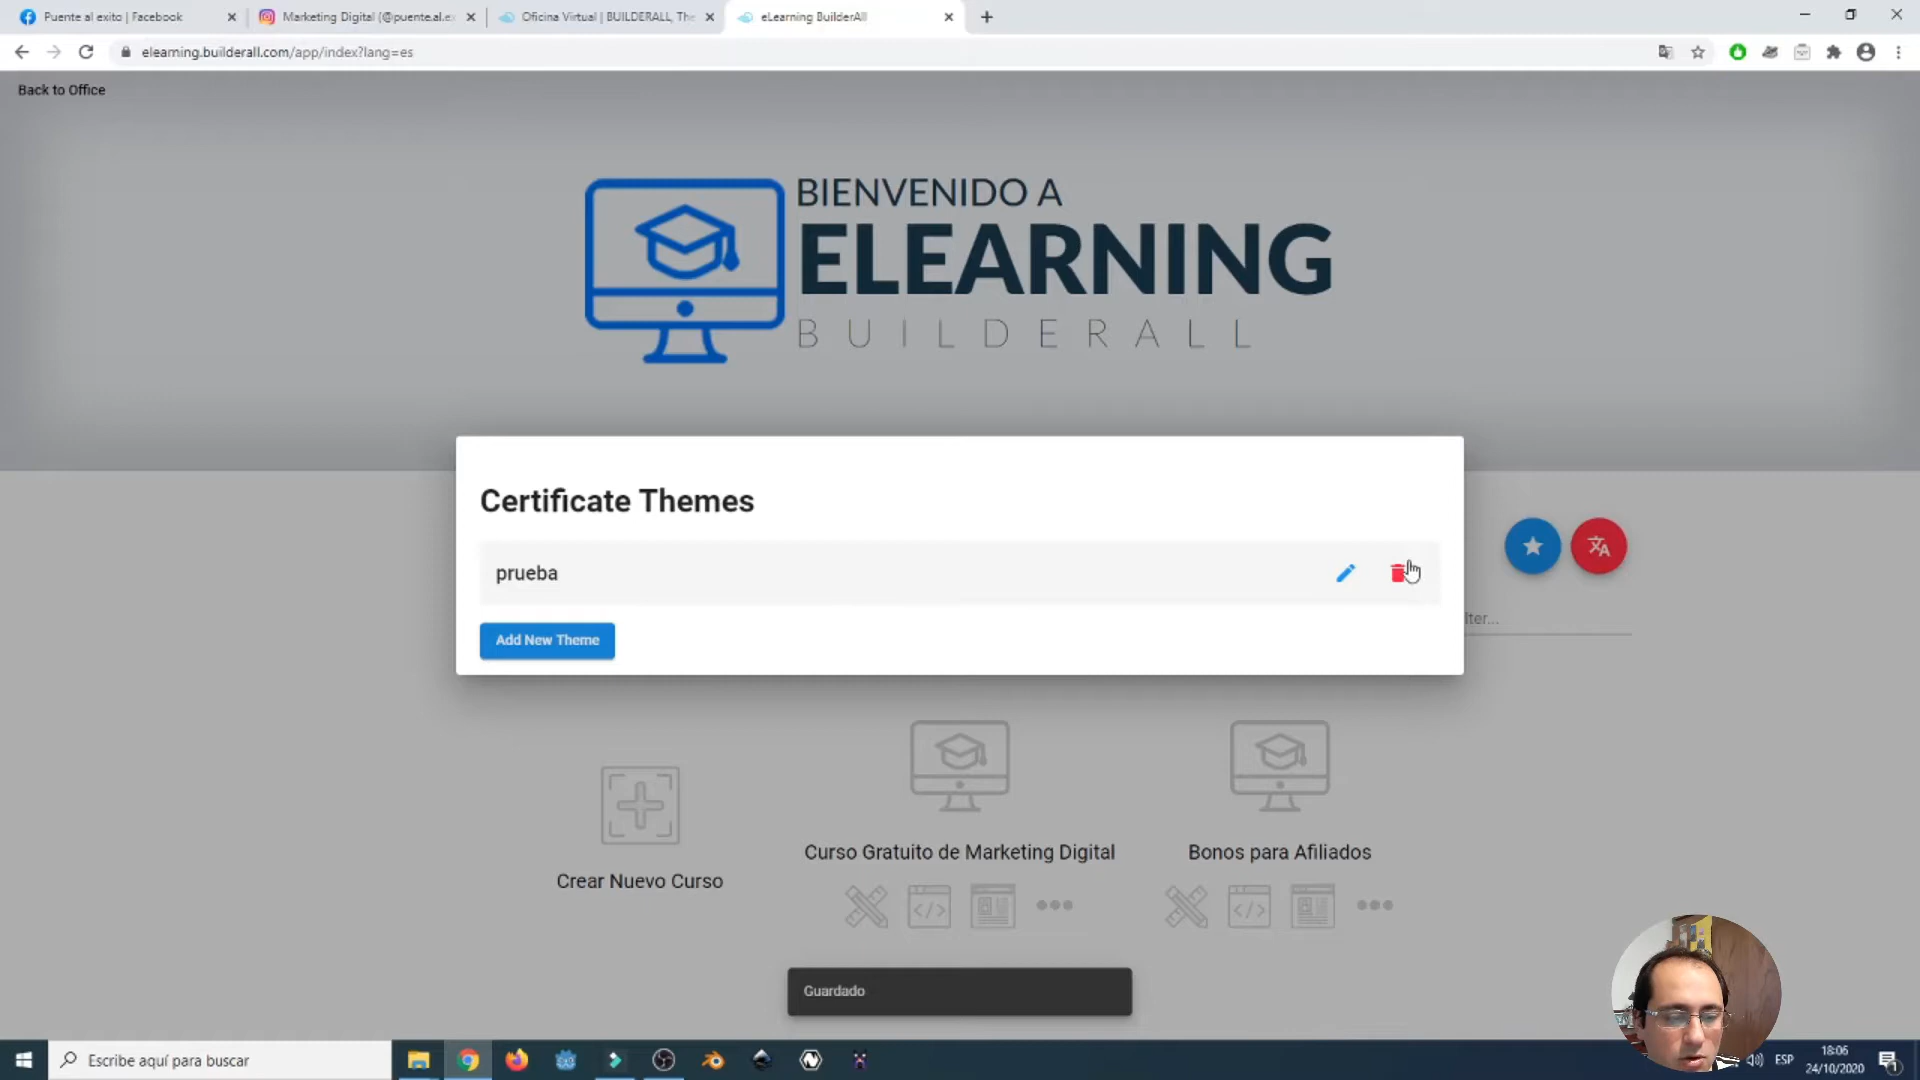 Puente al exito | Facebook
Marketing Digital (@puente.al.ex
Oficina Virtual | BUILDERALL, The
eLearning BuilderAll
elearning.builderall.com/app/index?lang=es
Back to Office
BIENVENIDO A
ELEARNING
BUILDERALL
Certificate Themes
prueba
Add New Theme
lter...
Crear Nuevo Curso
Curso Gratuito de Marketing Digital
Bonos para Afiliados
Guardado
Escribe aquí para buscar
ESP
18:06
24/10/2020
1